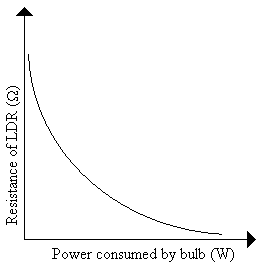 Resistance of LDR (Ω)
Power consumed by bulb (W)